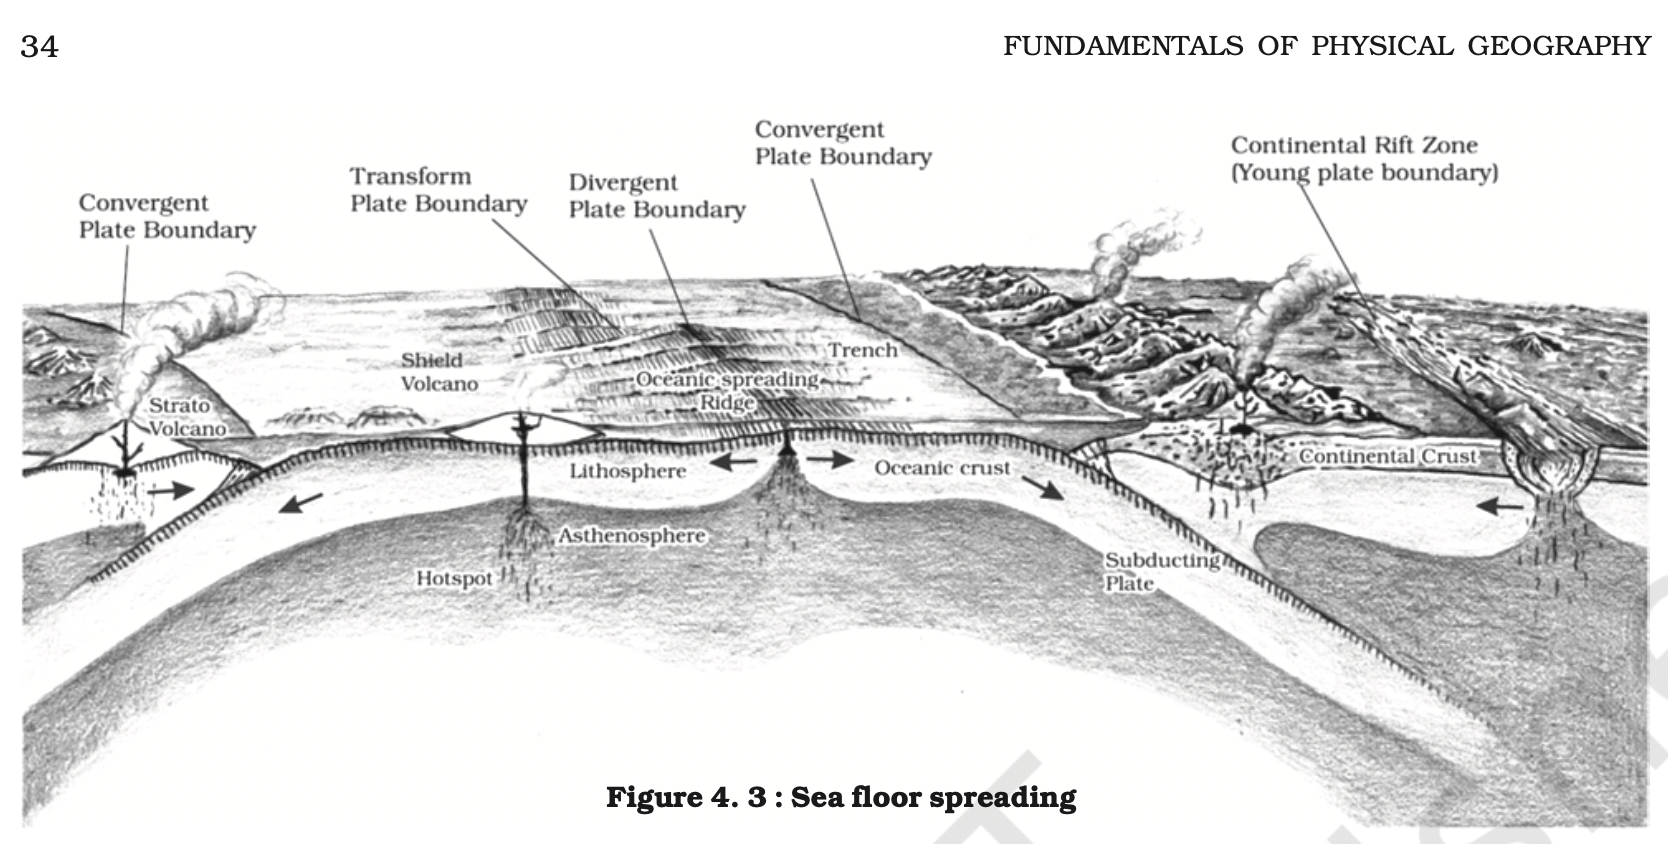 34
FUNDAMENTALS OF PHYSICAL GEOGRAPHY
Convergent
Plate Boundary
Transform
Plate Boundary
Divergent
Plate Boundary
Convergent
Plate Boundary
Continental Rift Zone
(Young plate boundary)
Shield
Volcano
Trench
Oceanic spreading
Ridge
Strato
Volcano
Lithosphere
Oceanic crust
Continental Crust
Asthenosphere
Hotspot
Subducting
Plate
Figure 4. 3 : Sea floor spreading